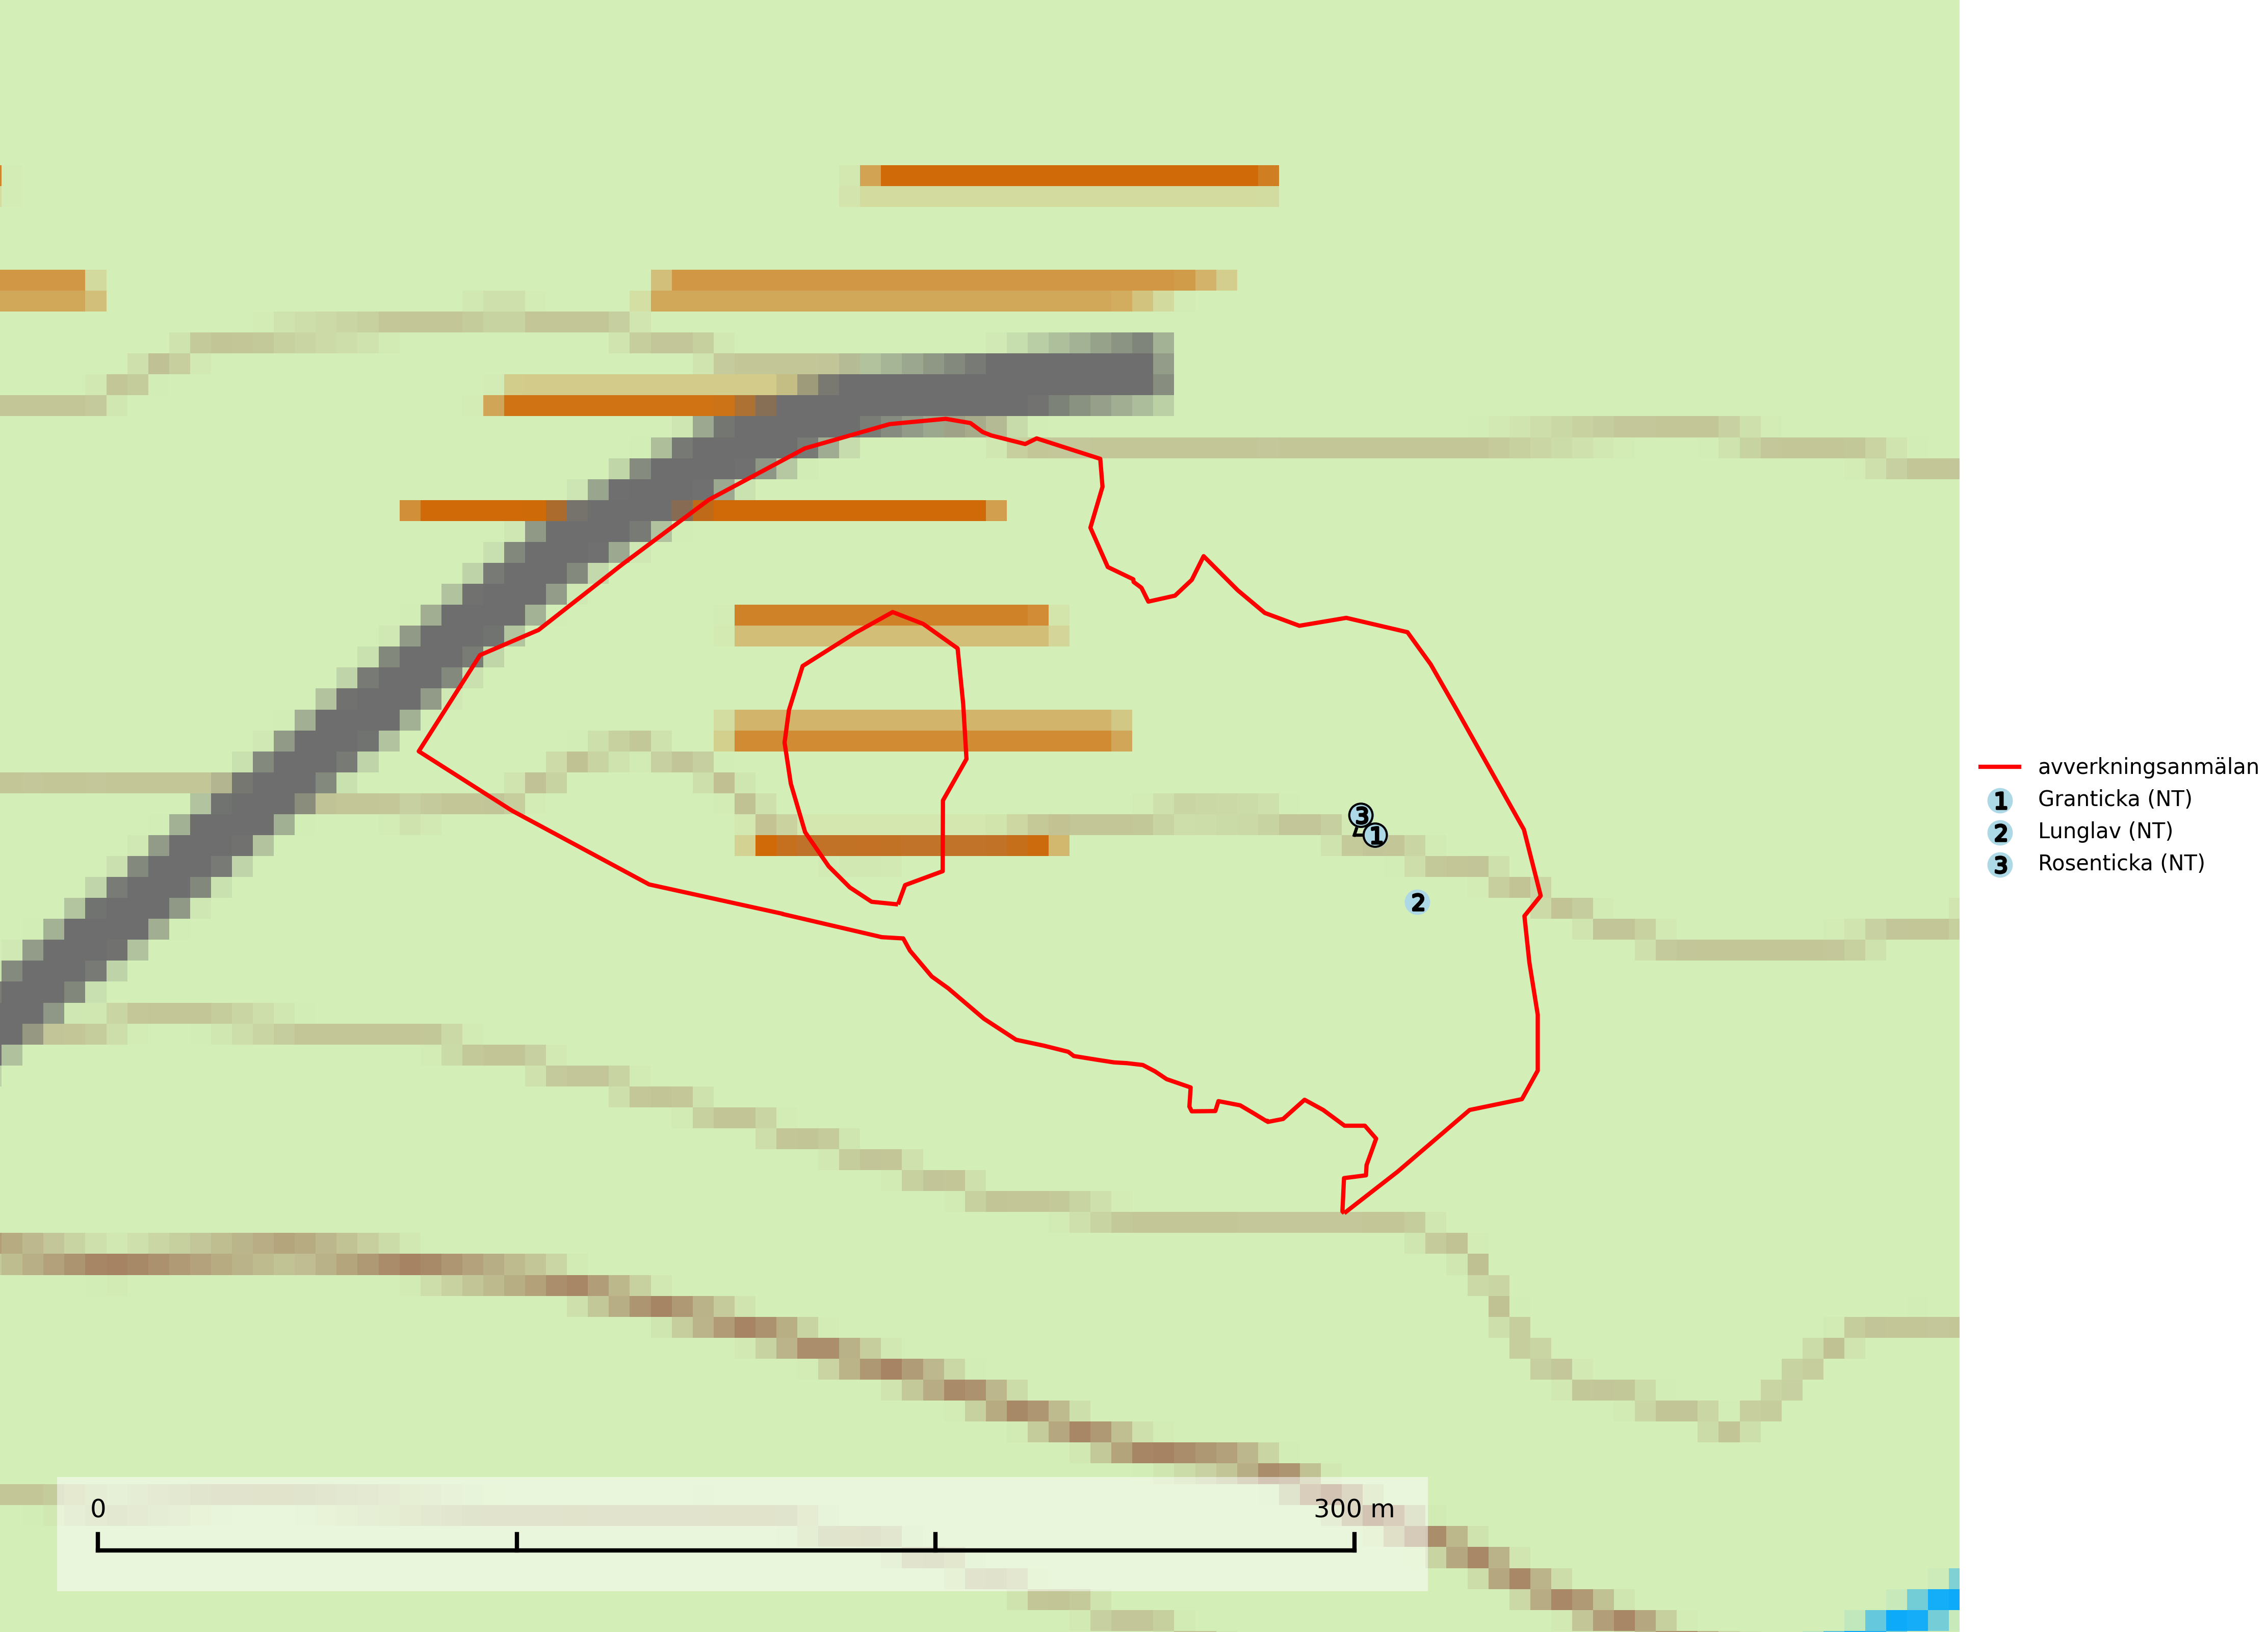 3
1
2
avverkningsanmälan
1 Granticka (NT)
2 Lunglav (NT)
3 Rosenticka (NT)
0 300 m